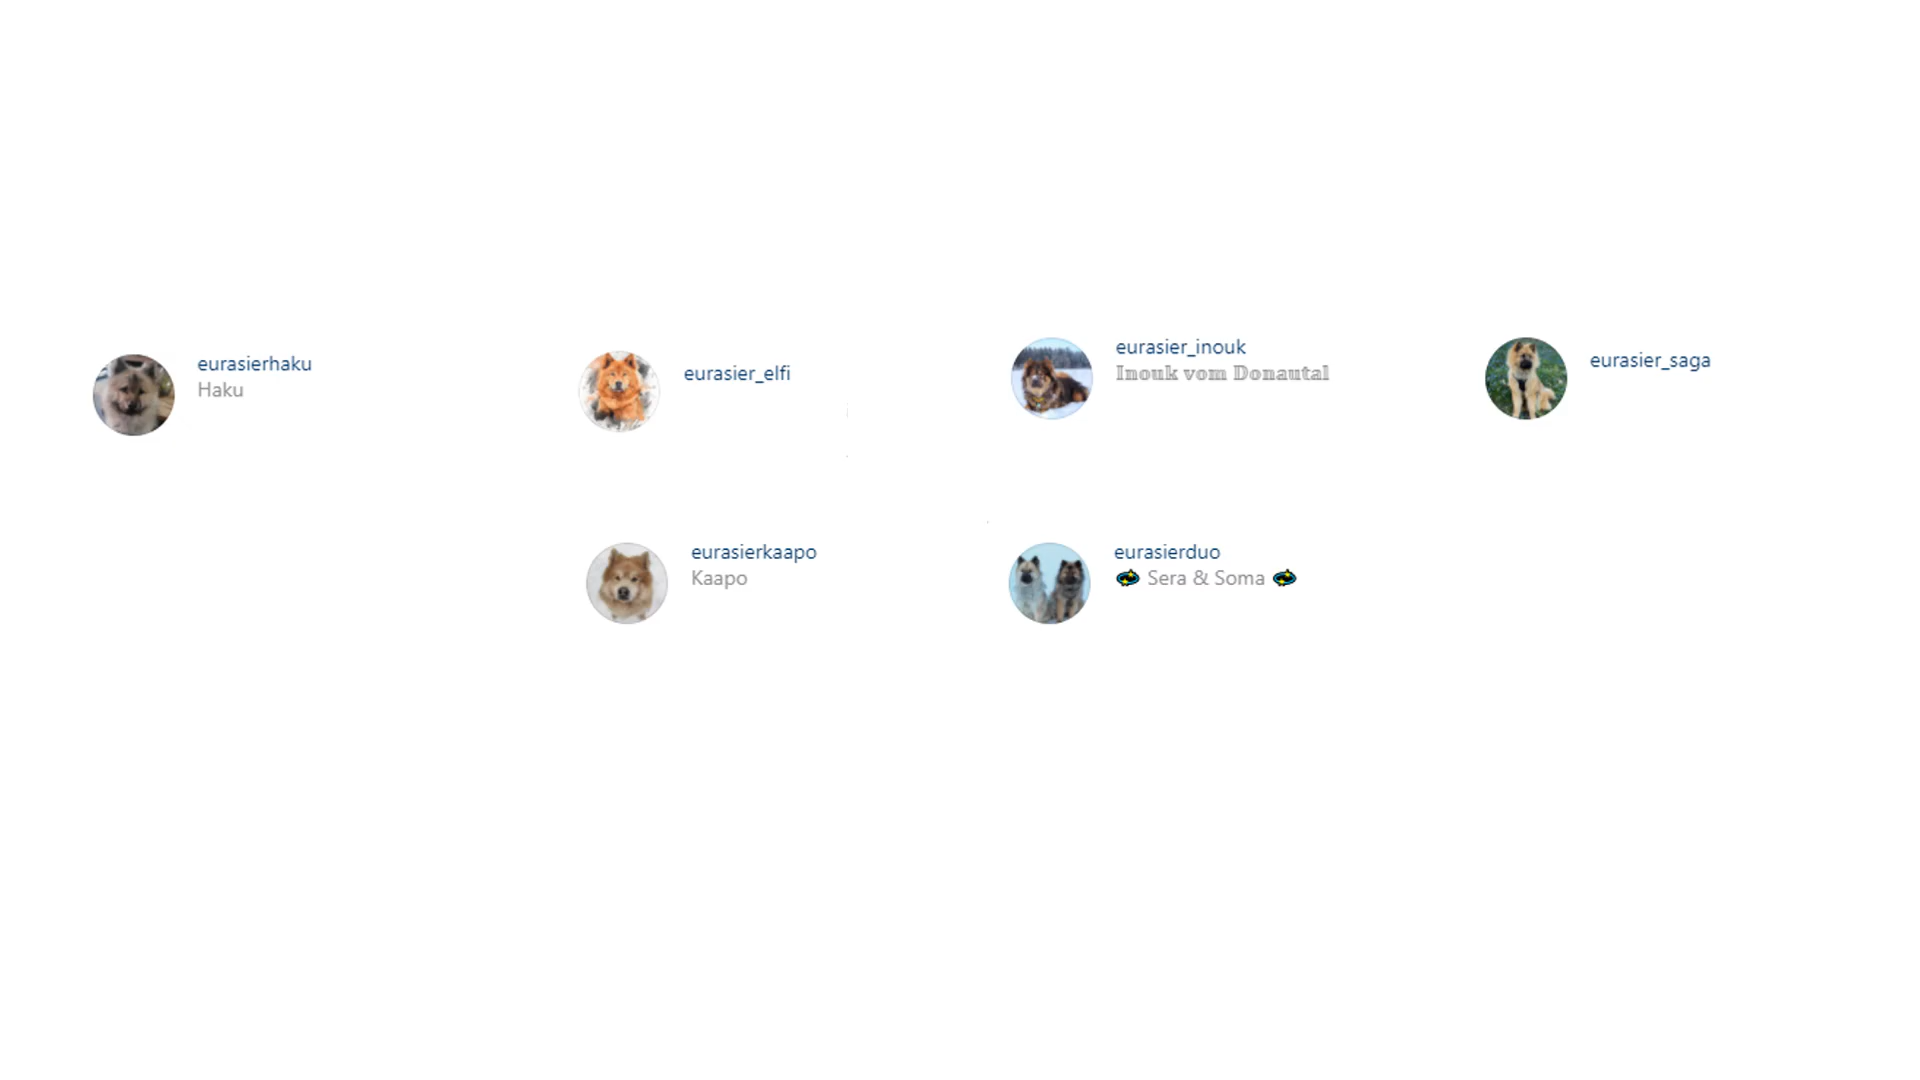 eurasierhaku
Haku
eurasier_elfi
eurasier_inouk
Inouk vom Donautal
eurasier_saga
eurasierkaapo
Kaapo
eurasierduo
💫 Sera & Soma 💫